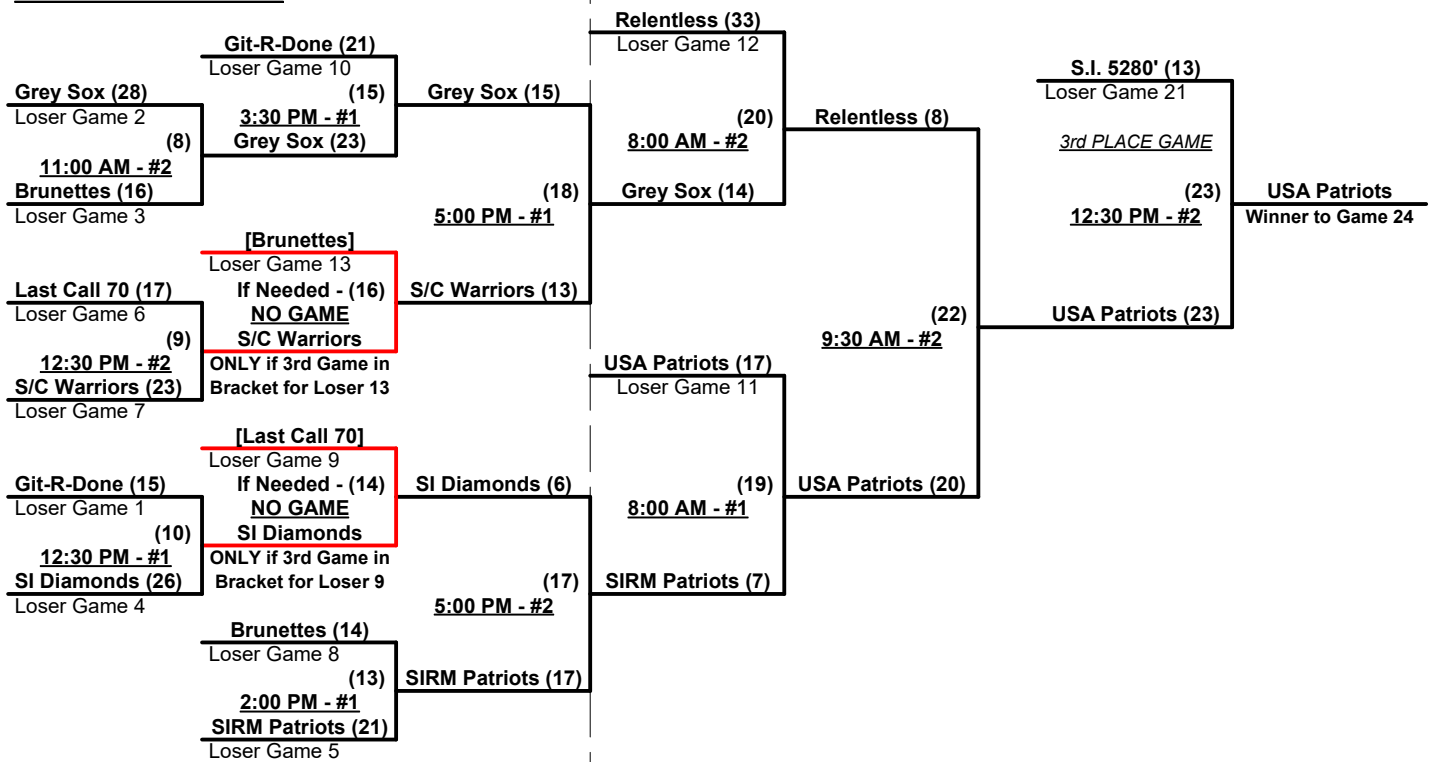 Relentless (33)
Loser Game 12
Git-R-Done (21)
Loser Game 10
S.I. 5280' (13)
Loser Game 21
Grey Sox (28)
Loser Game 2
(15)
3:30 PM - #1
Grey Sox (15)
(8)
11:00 AM - #2
Grey Sox (23)
(20)
8:00 AM - #2
Relentless (8)
3rd PLACE GAME
Brunettes (16)
Loser Game 3
(18)
5:00 PM - #1
Grey Sox (14)
(23)
12:30 PM - #2
USA Patriots
Winner to Game 24
[Brunettes]
Loser Game 13
Last Call 70 (17)
Loser Game 6
If Needed - (16)
NO GAME
S/C Warriors
S/C Warriors (13)
(9)
12:30 PM - #2
ONLY if 3rd Game in
Bracket for Loser 13
(22)
9:30 AM - #2
USA Patriots (23)
S/C Warriors (23)
Loser Game 7
USA Patriots (17)
Loser Game 11
[Last Call 70]
Loser Game 9
Git-R-Done (15)
Loser Game 1
If Needed - (14)
NO GAME
SI Diamonds
SI Diamonds (6)
(19)
8:00 AM - #1
USA Patriots (20)
(10)
12:30 PM - #1
ONLY if 3rd Game in
Bracket for Loser 9
SI Diamonds (26)
Loser Game 4
(17)
5:00 PM - #2
SIRM Patriots (7)
Brunettes (14)
Loser Game 8
(13)
2:00 PM - #1
SIRM Patriots (17)
SIRM Patriots (21)
Loser Game 5